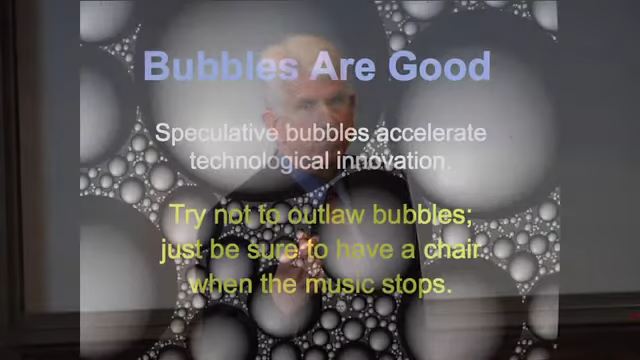 Bubbles Are Good
Speculative bubbles accelerate
technological innovation.
Try not to outlaw bubbles;
just be sure to have a chair
when the music stops.